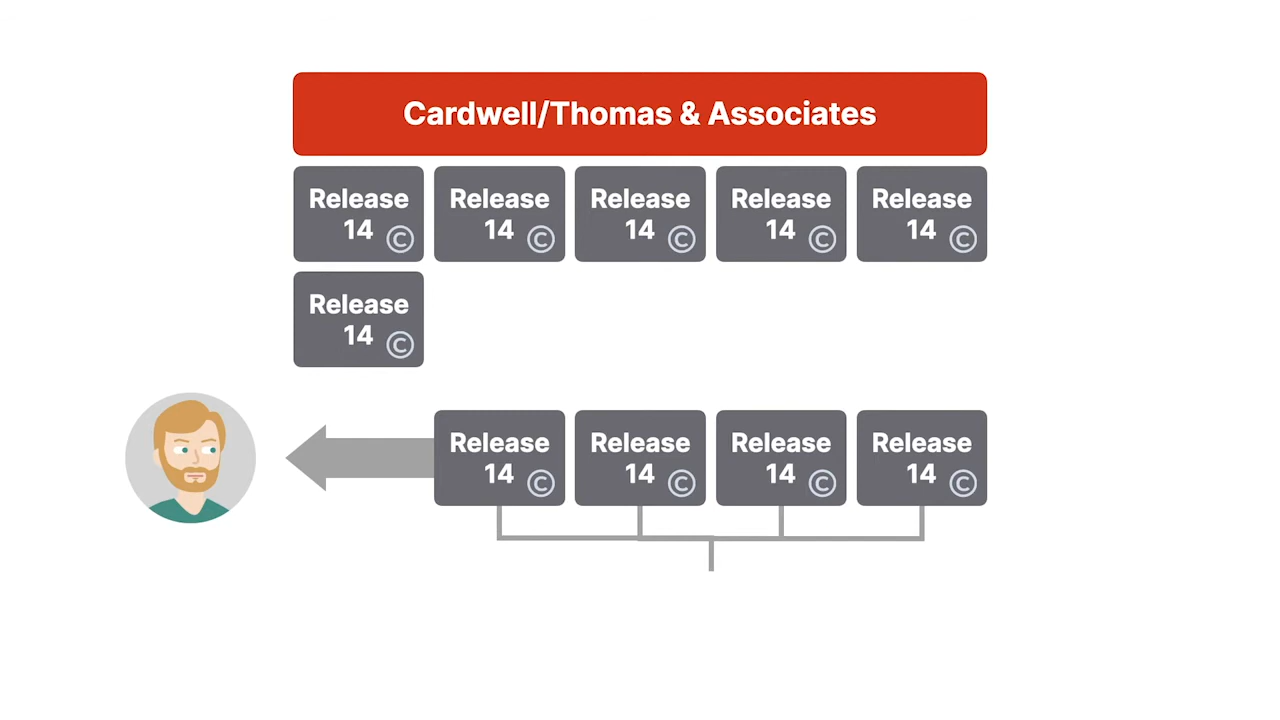 Cardwell/Thomas & Associates
Release Release Release Release Release
14 © 14 © 14 © 14 © 14 ©
Release
14 ©
Release Release Release Release
14 © 14 © 14 © 14 ©